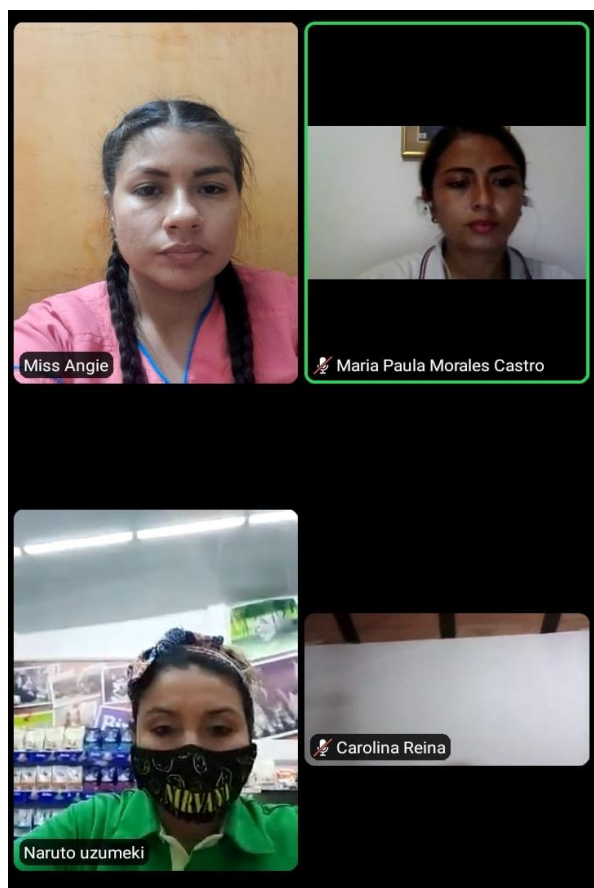 Miss Angie
Maria Paula Morales Castro
NIRVANA
Naruto uzumeki
Carolina Reina